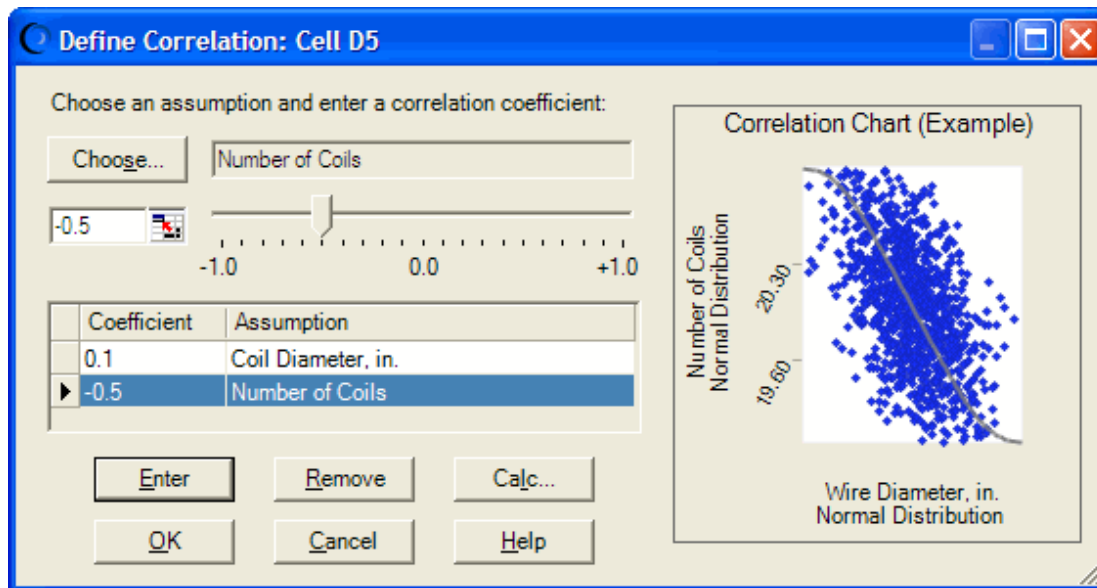 Define Correlation: Cell D5
Choose an assumption and enter a correlation coefficient:
Choose...
Number of Coils
-0.5
-1.0 0.0 +1.0
Coefficient Assumption
0.1 Coil Diameter, in.
-0.5 Number of Coils
Enter Remove Calc...
OK Cancel Help
Correlation Chart (Example)
Number of Coils
Normal Distribution
20.30
19.60
Wire Diameter, in.
Normal Distribution